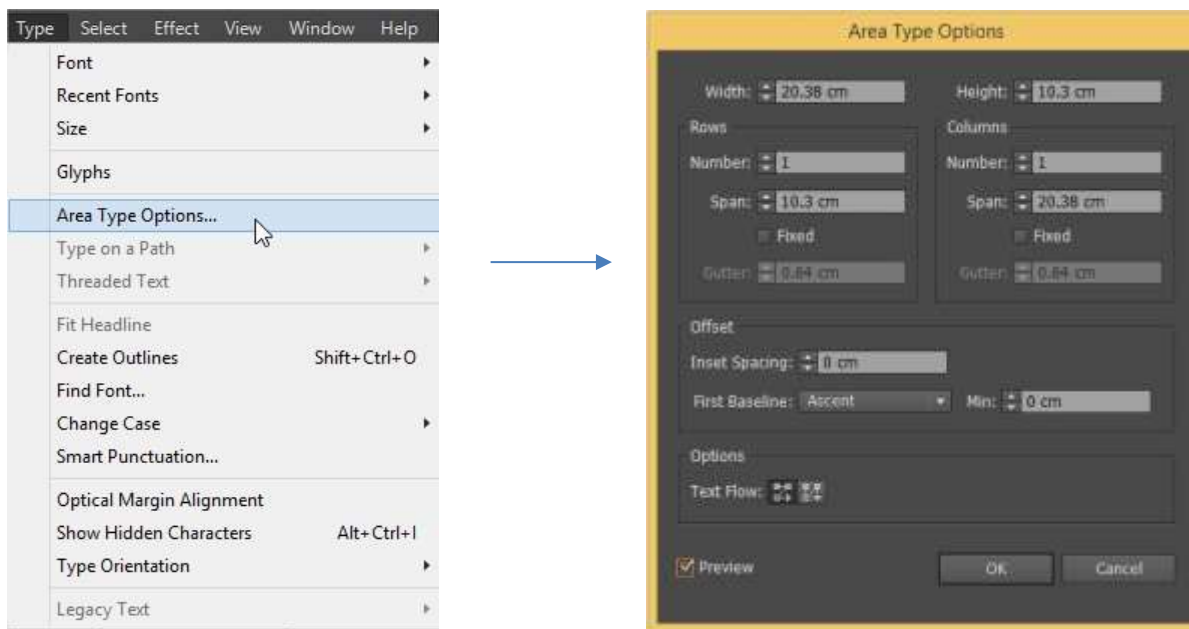 Type Select Effect View Window Help
Font
Recent Fonts
Size
Glyphs
Area Type Options...
Type on a Path
Threaded Text
Fit Headline
Create Outlines Shift+Ctrl+O
Find Font...
Change Case
Smart Punctuation...
Optical Margin Alignment
Show Hidden Characters Alt+Ctrl+I
Type Orientation
Legacy Text
Area Type Options
Width: 20.38 cm Height: 10.3 cm
Rows Columns
Number: 1 Number: 1
Span: 10.3 cm Span: 20.38 cm
Fixed Fixed
Gutter: 0.64 cm Gutter: 0.64 cm
Offset
Inset Spacing: 0 cm
First Baseline: Ascent Min: 0 cm
Options
Text Flow:
Preview OK Cancel